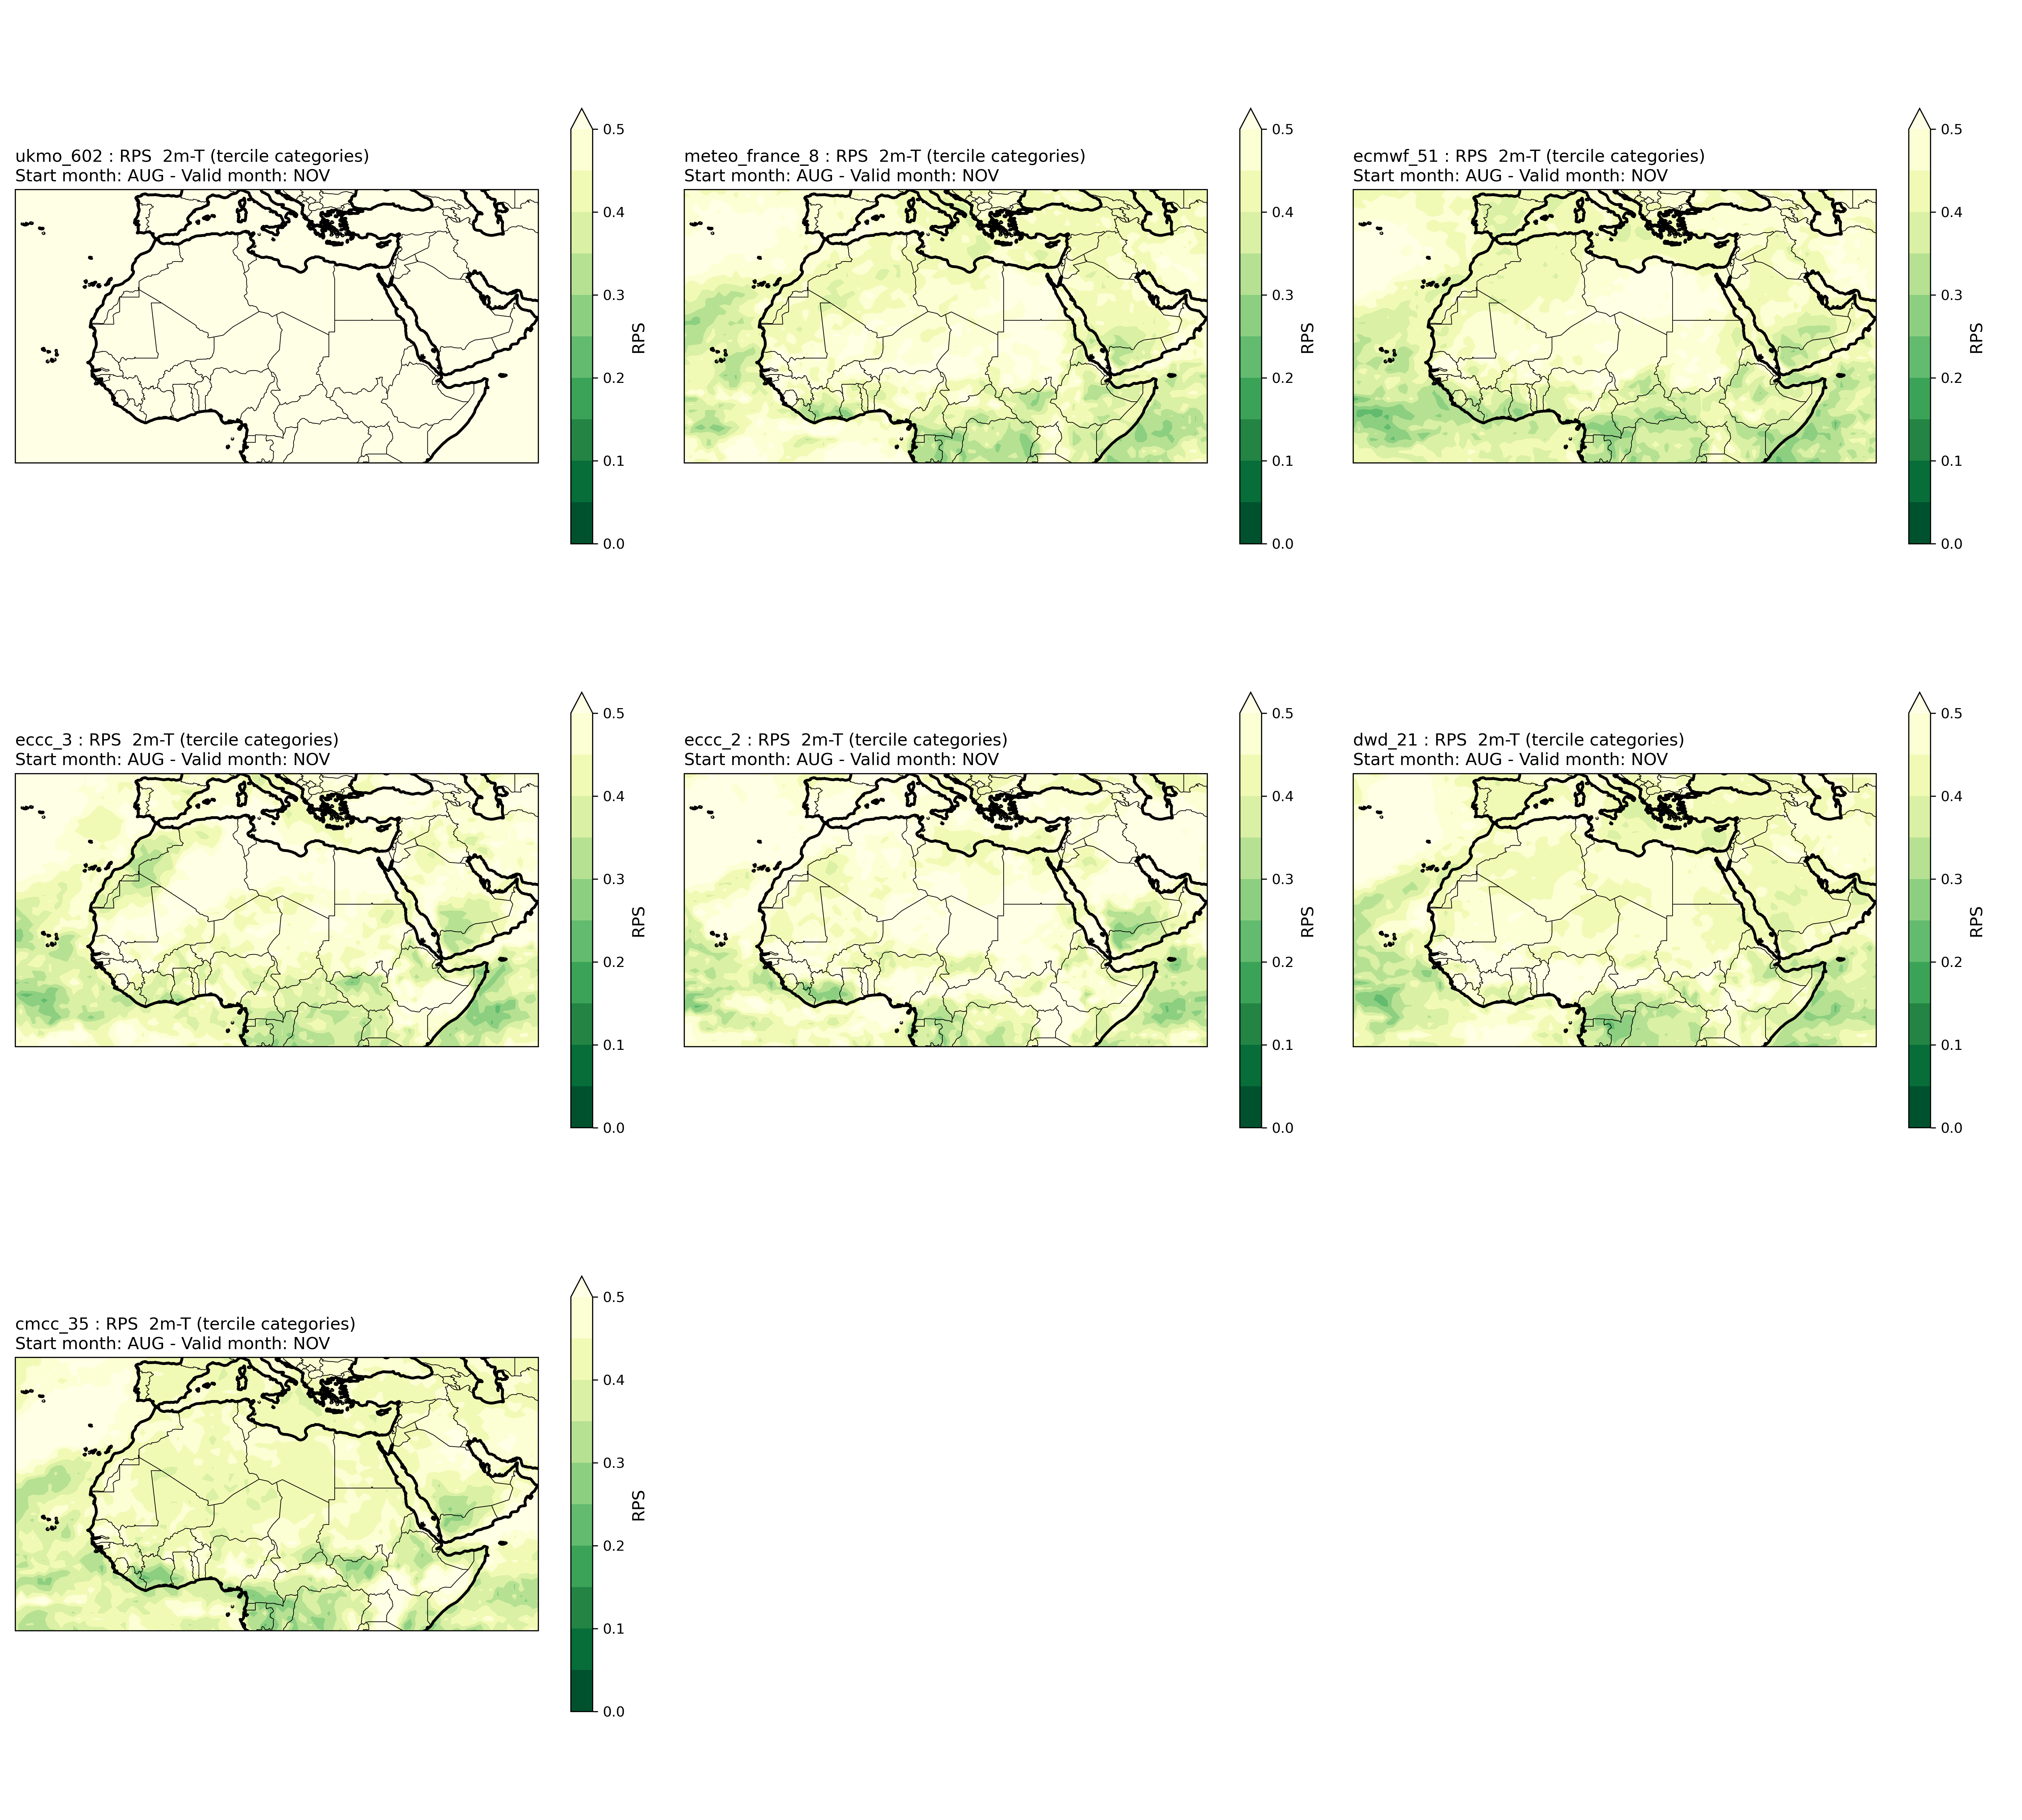 ukmo_602 : RPS  2m-T (tercile categories)
Start month: AUG - Valid month: NOV
0.5
0.4
0.3
0.2
0.1
0.0
RPS
meteo_france_8 : RPS  2m-T (tercile categories)
Start month: AUG - Valid month: NOV
0.5
0.4
0.3
0.2
0.1
0.0
RPS
ecmwf_51 : RPS  2m-T (tercile categories)
Start month: AUG - Valid month: NOV
0.5
0.4
0.3
0.2
0.1
0.0
RPS
eccc_3 : RPS  2m-T (tercile categories)
Start month: AUG - Valid month: NOV
0.5
0.4
0.3
0.2
0.1
0.0
RPS
eccc_2 : RPS  2m-T (tercile categories)
Start month: AUG - Valid month: NOV
0.5
0.4
0.3
0.2
0.1
0.0
RPS
dwd_21 : RPS  2m-T (tercile categories)
Start month: AUG - Valid month: NOV
0.5
0.4
0.3
0.2
0.1
0.0
RPS
cmcc_35 : RPS  2m-T (tercile categories)
Start month: AUG - Valid month: NOV
0.5
0.4
0.3
0.2
0.1
0.0
RPS